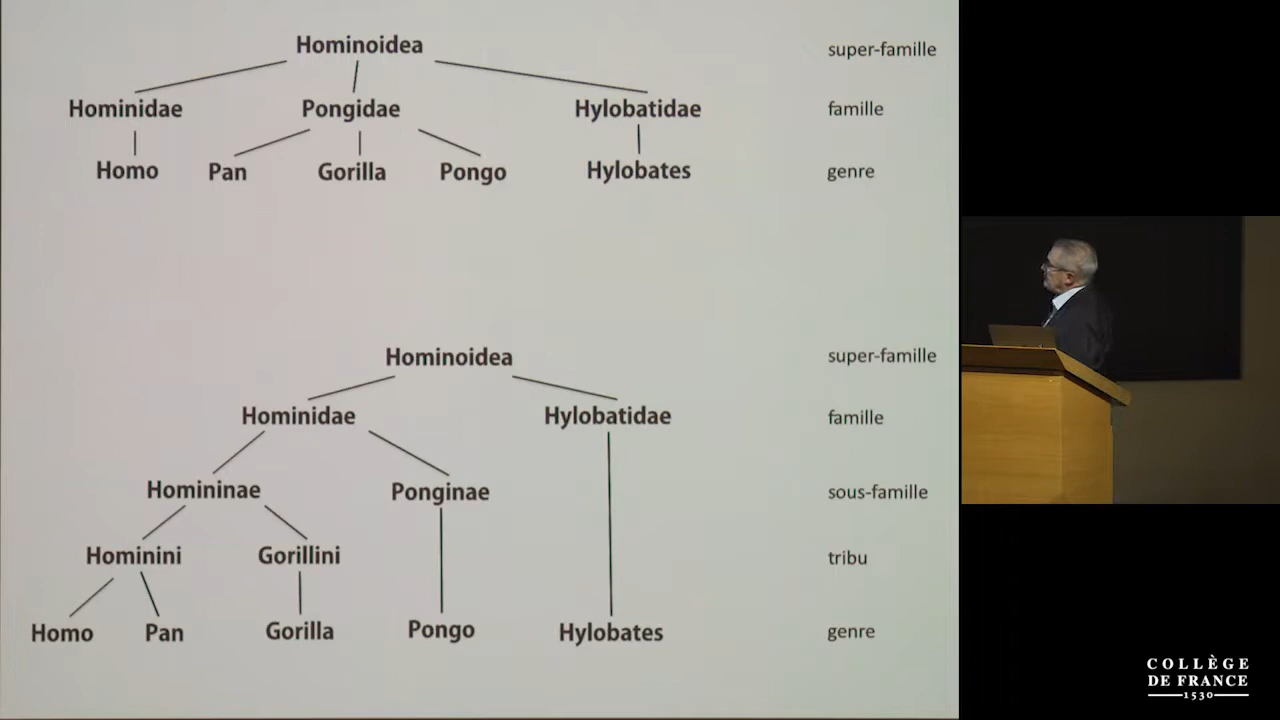 Hominoidea super-famille
Hominidae Pongidae Hylobatidae famille
Homo Pan Gorilla Pongo Hylobates genre
Hominoidea super-famille
Hominidae Hylobatidae famille
Homininae Ponginae sous-famille
Hominini Gorillini tribu
Homo Pan Gorilla Pongo Hylobates genre
COLLÈGE
DE FRANCE
1530